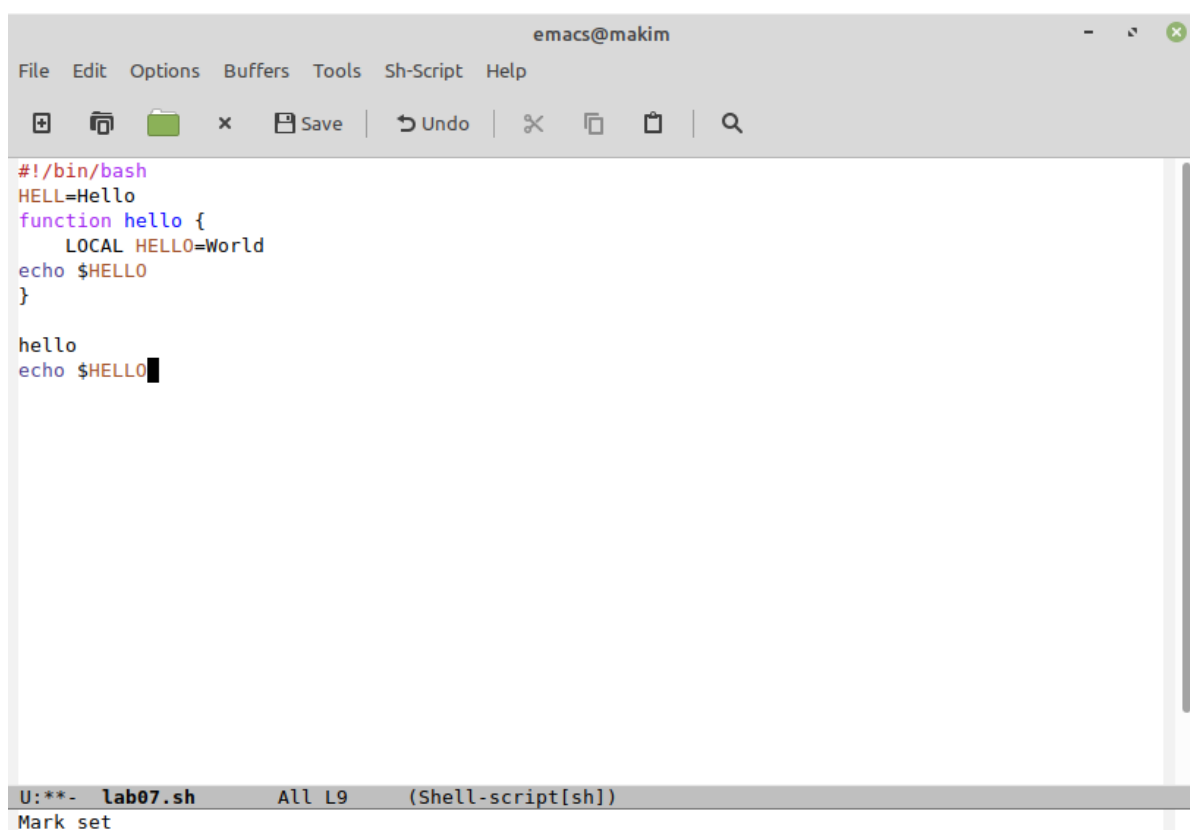 emacs@makim
File Edit Options Buffers Tools Sh-Script Help
Save Undo
#!/bin/bash
HELL=Hello
function hello {
    LOCAL HELLO=World
echo $HELLO
}
hello
echo $HELLO
U:**- lab07.sh All L9 (Shell-script[sh])
Mark set